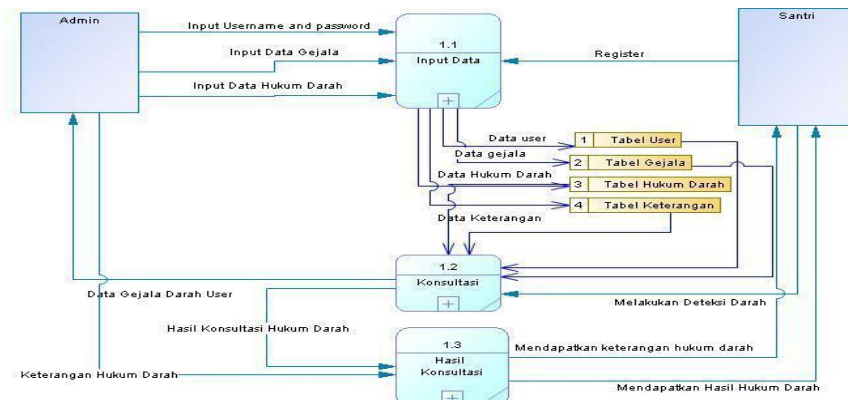 Admin
Input Username and password
Input Data Gejala
Input Data Hukum Darah
1.1
Input Data
Register
Santri
Data user
Data gejala
Data Hukum Darah
Data Keterangan
1 Tabel User
2 Tabel Gejala
3 Tabel Hukum Darah
4 Tabel Keterangan
1.2
Konsultasi
Data Gejala Darah User
Melakukan Deteksi Darah
Hasil Konsultasi Hukum Darah
1.3
Hasil
Konsultasi
Mendapatkan keterangan hukum darah
Keterangan Hukum Darah
Mendapatkan Hasil Hukum Darah